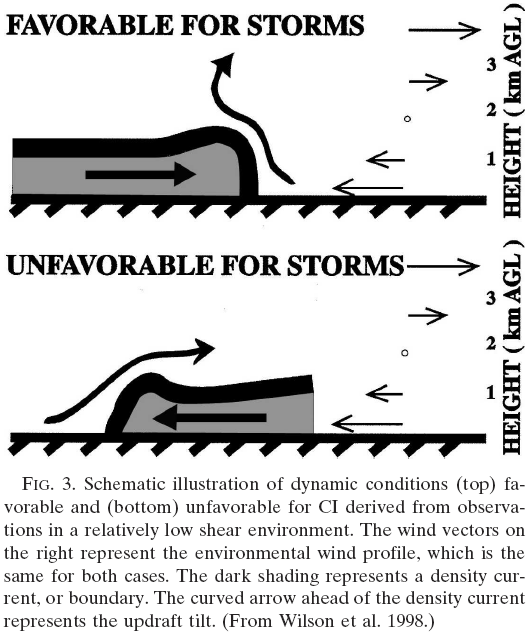 FAVORABLE FOR STORMS
3
2
1
HEIGHT ( km AGL )
UNFAVORABLE FOR STORMS
3
2
1
HEIGHT ( km AGL )
FIG. 3. Schematic illustration of dynamic conditions (top) fa-
vorable and (bottom) unfavorable for CI derived from observa-
tions in a relatively low shear environment. The wind vectors on
the right represent the environmental wind profile, which is the
same for both cases. The dark shading represents a density cur-
rent, or boundary. The curved arrow ahead of the density current
represents the updraft tilt. (From Wilson et al. 1998.)